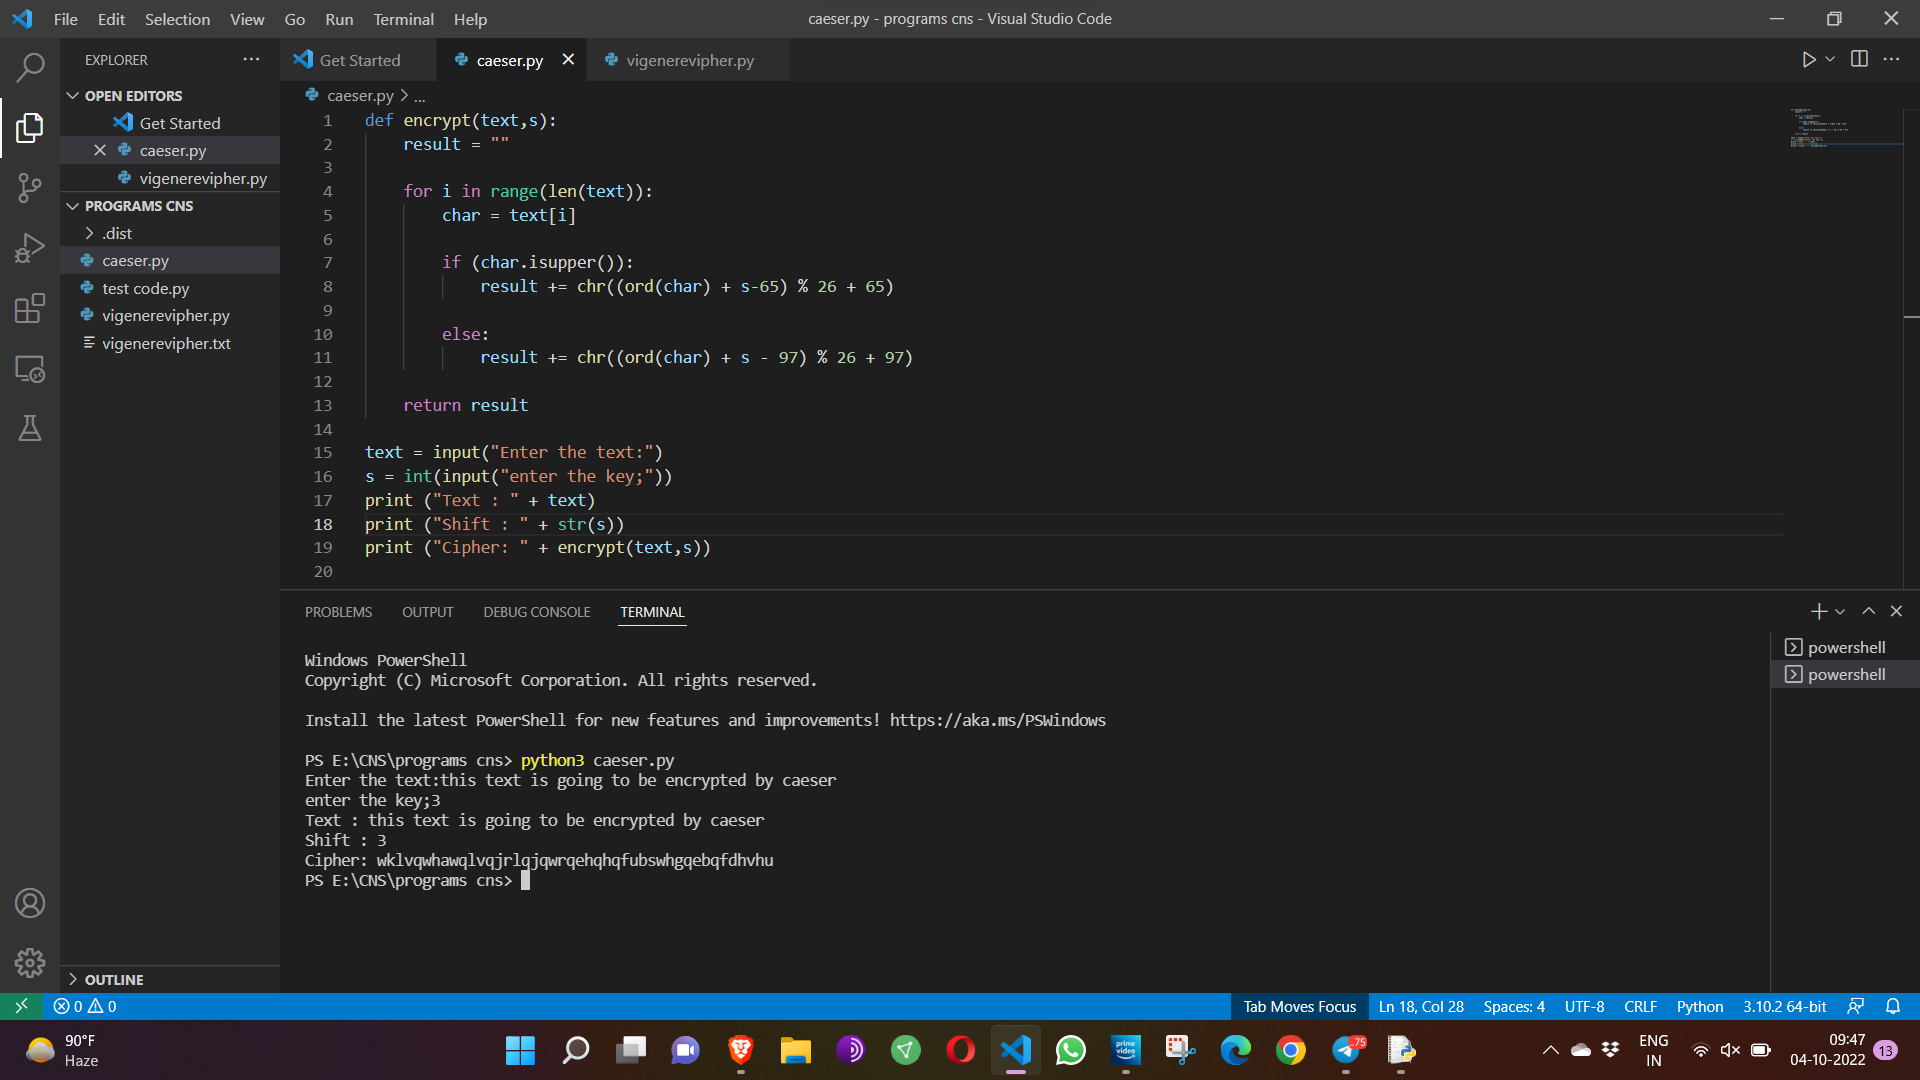 File Edit Selection View Go Run Terminal Help
caeser.py - programs cns - Visual Studio Code
EXPLORER
Get Started
caeser.py
vigenerevipher.py
OPEN EDITORS
Get Started
caeser.py
vigenerevipher.py
PROGRAMS CNS
.dist
caeser.py
test code.py
vigenerevipher.py
vigenerevipher.txt
OUTLINE
caeser.py > ...
1 def encrypt(text,s):
2 result = ""
3
4 for i in range(len(text)):
5 char = text[i]
6
7 if (char.isupper()):
8 result += chr((ord(char) + s-65) % 26 + 65)
9
10 else:
11 result += chr((ord(char) + s - 97) % 26 + 97)
12
13 return result
14
15 text = input("Enter the text:")
16 s = int(input("enter the key;"))
17 print ("Text : " + text)
18 print ("Shift : " + str(s))
19 print ("Cipher: " + encrypt(text,s))
20
PROBLEMS OUTPUT DEBUG CONSOLE TERMINAL
powershell
powershell
Windows PowerShell
Copyright (C) Microsoft Corporation. All rights reserved.
Install the latest PowerShell for new features and improvements! https://aka.ms/PSWindows
PS E:\CNS\programs cns> python3 caeser.py
Enter the text:this text is going to be encrypted by caeser
enter the key;3
Text : this text is going to be encrypted by caeser
Shift : 3
Cipher: wklvqwhawqlvqjrlqjqwrqehqhqfubswhgqebqfdhvhu
PS E:\CNS\programs cns>
0 0
Tab Moves Focus Ln 18, Col 28 Spaces: 4 UTF-8 CRLF Python 3.10.2 64-bit
90°F
Haze
prime video
..75
ENG
IN
09:47
04-10-2022
13